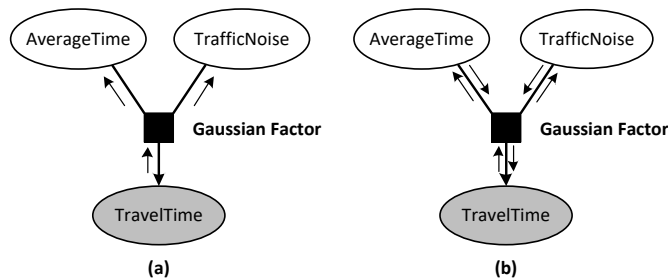 AverageTime TrafficNoise AverageTime TrafficNoise
Gaussian Factor Gaussian Factor
TravelTime TravelTime
(a) (b)